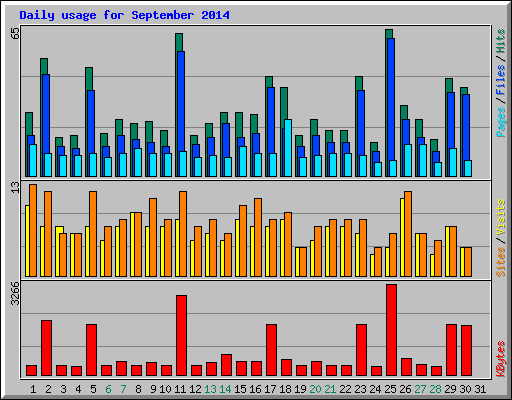 Daily usage for September 2014
65
Pages / Files / Hits
13
Sites / Visits
3266
KBytes
1 2 3 4 5 6 7 8 9 10 11 12 13 14 15 16 17 18 19 20 21 22 23 24 25 26 27 28 29 30 31